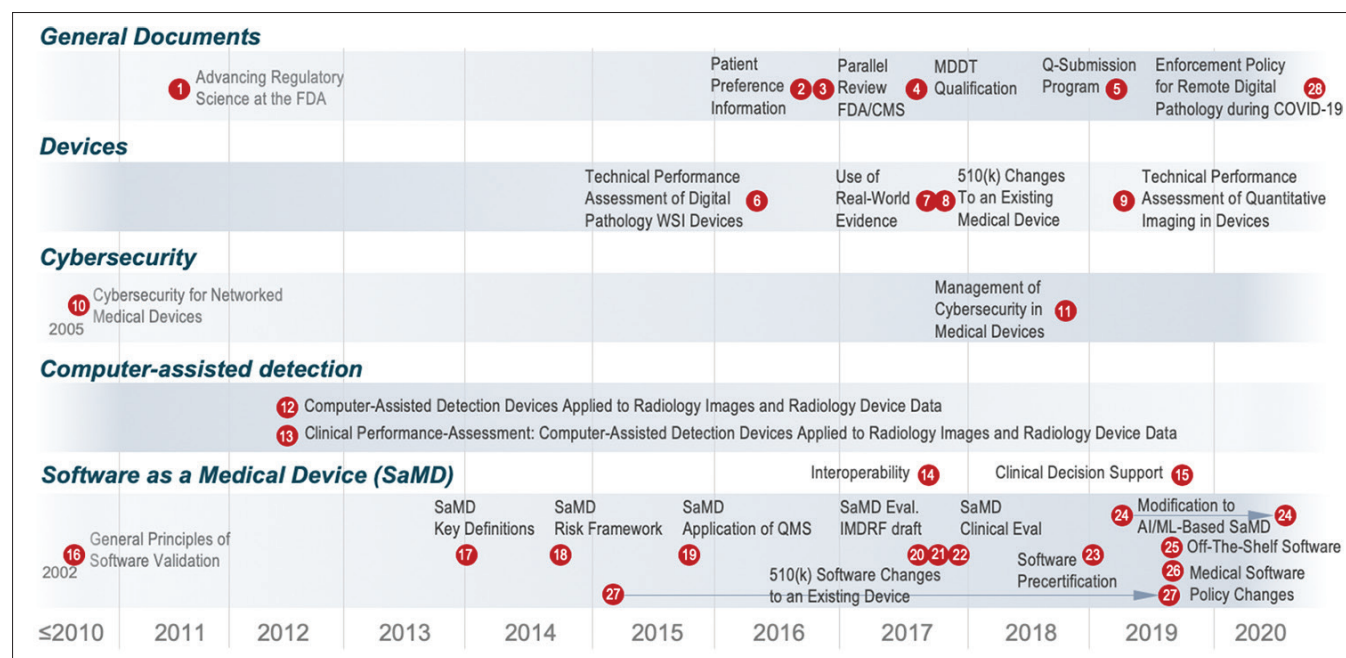 General Documents
1 Advancing Regulatory
Science at the FDA
Patient
Preference
Information
2
3
Parallel
Review
FDA/CMS
4
MDDT
Qualification
Q-Submission
Program
5
Enforcement Policy
for Remote Digital
Pathology during COVID-19
28
Devices
Technical Performance
Assessment of Digital
Pathology WSI Devices
6
Use of
Real-World
Evidence
7
8
510(k) Changes
To an Existing
Medical Device
9
Technical Performance
Assessment of Quantitative
Imaging in Devices
Cybersecurity
10
Cybersecurity for Networked
Medical Devices
2005
Management of
Cybersecurity in
Medical Devices
11
Computer-assisted detection
12 Computer-Assisted Detection Devices Applied to Radiology Images and Radiology Device Data
13 Clinical Performance-Assessment: Computer-Assisted Detection Devices Applied to Radiology Images and Radiology Device Data
Software as a Medical Device (SaMD)
Interoperability 14
Clinical Decision Support 15
16
General Principles of
Software Validation
2002
SaMD
Key Definitions
17
SaMD
Risk Framework
18
SaMD
Application of QMS
19
SaMD Eval.
IMDRF draft
20
21
SaMD
Clinical Eval
22
Software
Precertification
23
24
Modification to
AI/ML-Based SaMD
24
25 Off-The-Shelf Software
26 Medical Software
27 Policy Changes
27
510(k) Software Changes
to an Existing Device
≤2010 2011 2012 2013 2014 2015 2016 2017 2018 2019 2020